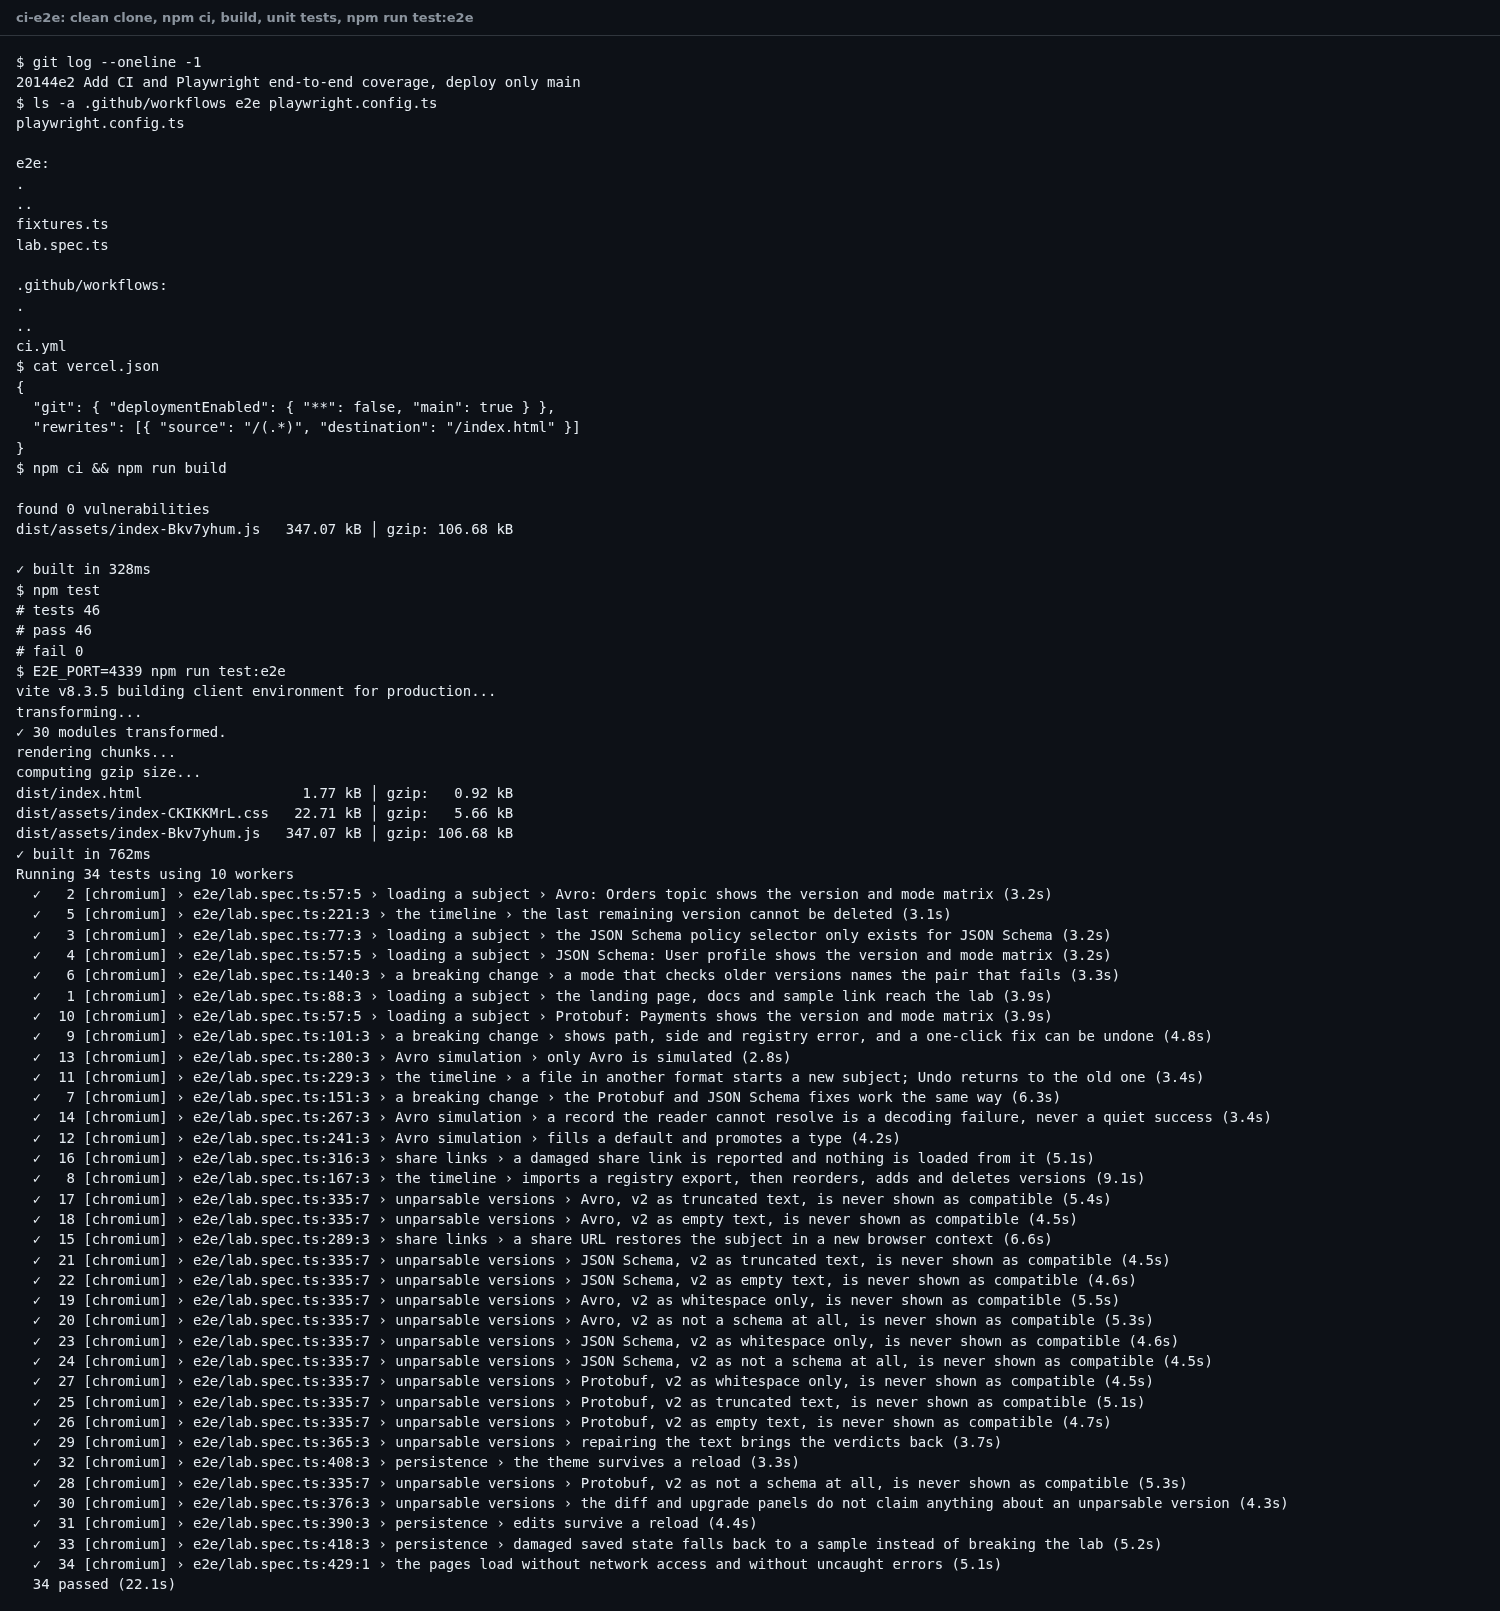 ci-e2e: clean clone, npm ci, build, unit tests, npm run test:e2e
$ git log --oneline -1
20144e2 Add CI and Playwright end-to-end coverage, deploy only main
$ ls -a .github/workflows e2e playwright.config.ts
playwright.config.ts
e2e:
.
..
fixtures.ts
lab.spec.ts
.github/workflows:
.
..
ci.yml
$ cat vercel.json
{
  "git": { "deploymentEnabled": { "**": false, "main": true } },
  "rewrites": [{ "source": "/(.*)", "destination": "/index.html" }]
}
$ npm ci && npm run build
found 0 vulnerabilities
dist/assets/index-Bkv7yhum.js   347.07 kB │ gzip: 106.68 kB
✓ built in 328ms
$ npm test
# tests 46
# pass 46
# fail 0
$ E2E_PORT=4339 npm run test:e2e
vite v8.3.5 building client environment for production...
transforming...
✓ 30 modules transformed.
rendering chunks...
computing gzip size...
dist/index.html                   1.77 kB │ gzip:   0.92 kB
dist/assets/index-CKIKKMrL.css   22.71 kB │ gzip:   5.66 kB
dist/assets/index-Bkv7yhum.js   347.07 kB │ gzip: 106.68 kB
✓ built in 762ms
Running 34 tests using 10 workers
  ✓   2 [chromium] › e2e/lab.spec.ts:57:5 › loading a subject › Avro: Orders topic shows the version and mode matrix (3.2s)
  ✓   5 [chromium] › e2e/lab.spec.ts:221:3 › the timeline › the last remaining version cannot be deleted (3.1s)
  ✓   3 [chromium] › e2e/lab.spec.ts:77:3 › loading a subject › the JSON Schema policy selector only exists for JSON Schema (3.2s)
  ✓   4 [chromium] › e2e/lab.spec.ts:57:5 › loading a subject › JSON Schema: User profile shows the version and mode matrix (3.2s)
  ✓   6 [chromium] › e2e/lab.spec.ts:140:3 › a breaking change › a mode that checks older versions names the pair that fails (3.3s)
  ✓   1 [chromium] › e2e/lab.spec.ts:88:3 › loading a subject › the landing page, docs and sample link reach the lab (3.9s)
  ✓  10 [chromium] › e2e/lab.spec.ts:57:5 › loading a subject › Protobuf: Payments shows the version and mode matrix (3.9s)
  ✓   9 [chromium] › e2e/lab.spec.ts:101:3 › a breaking change › shows path, side and registry error, and a one-click fix can be undone (4.8s)
  ✓  13 [chromium] › e2e/lab.spec.ts:280:3 › Avro simulation › only Avro is simulated (2.8s)
  ✓  11 [chromium] › e2e/lab.spec.ts:229:3 › the timeline › a file in another format starts a new subject; Undo returns to the old one (3.4s)
  ✓   7 [chromium] › e2e/lab.spec.ts:151:3 › a breaking change › the Protobuf and JSON Schema fixes work the same way (6.3s)
  ✓  14 [chromium] › e2e/lab.spec.ts:267:3 › Avro simulation › a record the reader cannot resolve is a decoding failure, never a quiet success (3.4s)
  ✓  12 [chromium] › e2e/lab.spec.ts:241:3 › Avro simulation › fills a default and promotes a type (4.2s)
  ✓  16 [chromium] › e2e/lab.spec.ts:316:3 › share links › a damaged share link is reported and nothing is loaded from it (5.1s)
  ✓   8 [chromium] › e2e/lab.spec.ts:167:3 › the timeline › imports a registry export, then reorders, adds and deletes versions (9.1s)
  ✓  17 [chromium] › e2e/lab.spec.ts:335:7 › unparsable versions › Avro, v2 as truncated text, is never shown as compatible (5.4s)
  ✓  18 [chromium] › e2e/lab.spec.ts:335:7 › unparsable versions › Avro, v2 as empty text, is never shown as compatible (4.5s)
  ✓  15 [chromium] › e2e/lab.spec.ts:289:3 › share links › a share URL restores the subject in a new browser context (6.6s)
  ✓  21 [chromium] › e2e/lab.spec.ts:335:7 › unparsable versions › JSON Schema, v2 as truncated text, is never shown as compatible (4.5s)
  ✓  22 [chromium] › e2e/lab.spec.ts:335:7 › unparsable versions › JSON Schema, v2 as empty text, is never shown as compatible (4.6s)
  ✓  19 [chromium] › e2e/lab.spec.ts:335:7 › unparsable versions › Avro, v2 as whitespace only, is never shown as compatible (5.5s)
  ✓  20 [chromium] › e2e/lab.spec.ts:335:7 › unparsable versions › Avro, v2 as not a schema at all, is never shown as compatible (5.3s)
  ✓  23 [chromium] › e2e/lab.spec.ts:335:7 › unparsable versions › JSON Schema, v2 as whitespace only, is never shown as compatible (4.6s)
  ✓  24 [chromium] › e2e/lab.spec.ts:335:7 › unparsable versions › JSON Schema, v2 as not a schema at all, is never shown as compatible (4.5s)
  ✓  27 [chromium] › e2e/lab.spec.ts:335:7 › unparsable versions › Protobuf, v2 as whitespace only, is never shown as compatible (4.5s)
  ✓  25 [chromium] › e2e/lab.spec.ts:335:7 › unparsable versions › Protobuf, v2 as truncated text, is never shown as compatible (5.1s)
  ✓  26 [chromium] › e2e/lab.spec.ts:335:7 › unparsable versions › Protobuf, v2 as empty text, is never shown as compatible (4.7s)
  ✓  29 [chromium] › e2e/lab.spec.ts:365:3 › unparsable versions › repairing the text brings the verdicts back (3.7s)
  ✓  32 [chromium] › e2e/lab.spec.ts:408:3 › persistence › the theme survives a reload (3.3s)
  ✓  28 [chromium] › e2e/lab.spec.ts:335:7 › unparsable versions › Protobuf, v2 as not a schema at all, is never shown as compatible (5.3s)
  ✓  30 [chromium] › e2e/lab.spec.ts:376:3 › unparsable versions › the diff and upgrade panels do not claim anything about an unparsable version (4.3s)
  ✓  31 [chromium] › e2e/lab.spec.ts:390:3 › persistence › edits survive a reload (4.4s)
  ✓  33 [chromium] › e2e/lab.spec.ts:418:3 › persistence › damaged saved state falls back to a sample instead of breaking the lab (5.2s)
  ✓  34 [chromium] › e2e/lab.spec.ts:429:1 › the pages load without network access and without uncaught errors (5.1s)
  34 passed (22.1s)